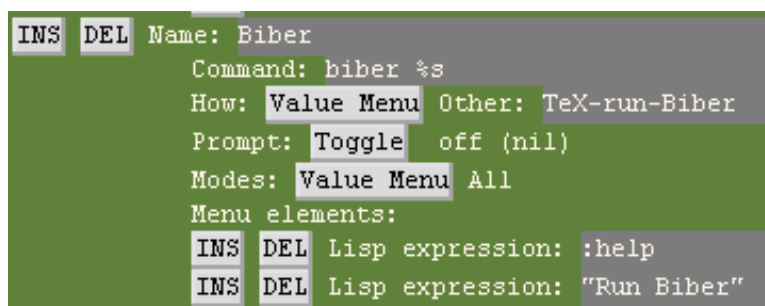 INS DEL Name: Biber
Command: biber %s
How: Value Menu Other: TeX-run-Biber
Prompt: Toggle off (nil)
Modes: Value Menu All
Menu elements:
INS DEL Lisp expression: :help
INS DEL Lisp expression: "Run Biber"